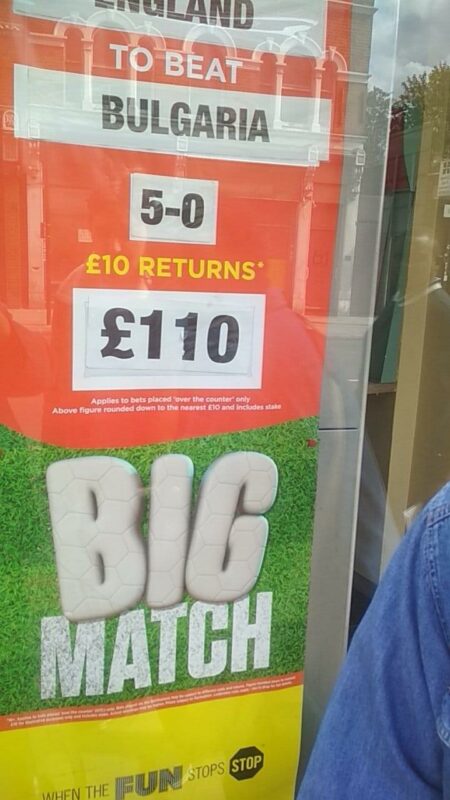 ENGLAND
TO BEAT
BULGARIA
5-0
£10 RETURNS*
£110
Applies to bets placed 'over the counter' only
Above figure rounded down to the nearest £10 and includes stake
BIG
MATCH
WHEN THE FUN STOPS STOP